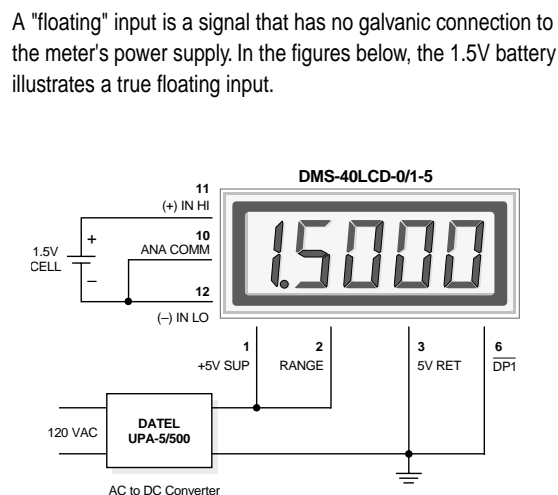 A "floating" input is a signal that has no galvanic connection to
the meter's power supply. In the figures below, the 1.5V battery
illustrates a true floating input.
DMS-40LCD-0/1-5
11
(+) IN HI
10
ANA COMM
12
(–) IN LO
+
1.5V
CELL
–
1.5000
1
+5V SUP
2
RANGE
3
5V RET
6
DP1
120 VAC
DATEL
UPA-5/500
AC to DC Converter